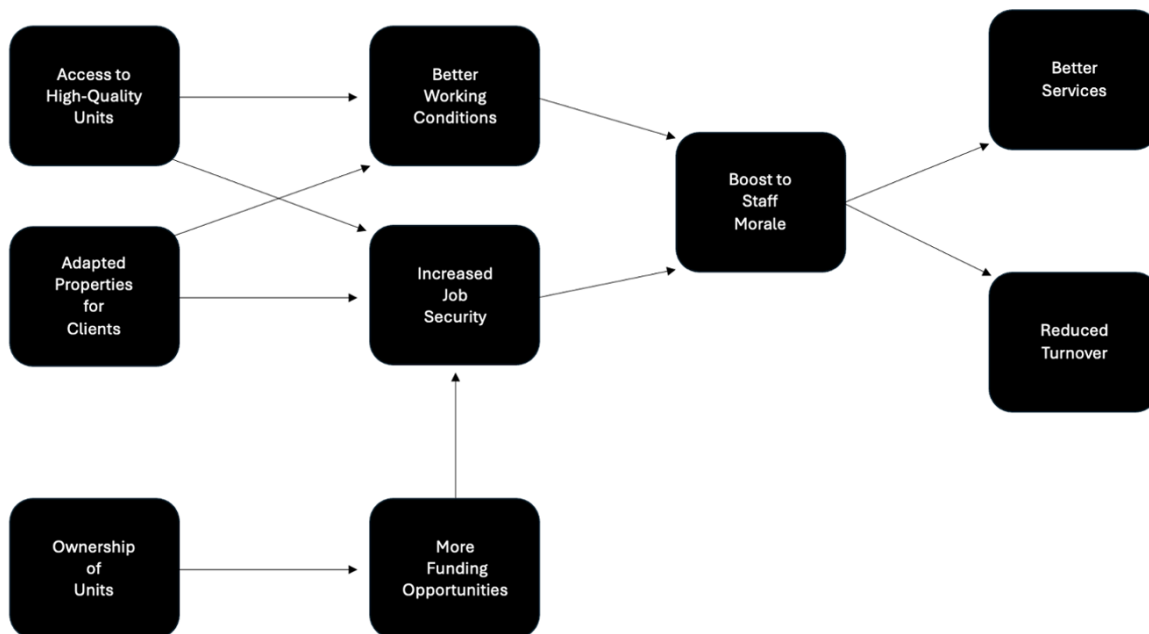 Access to
High-Quality
Units
Better
Working
Conditions
Better
Services
Boost to
Staff
Morale
Adapted
Properties
for
Clients
Increased
Job
Security
Reduced
Turnover
Ownership
of
Units
More
Funding
Opportunities